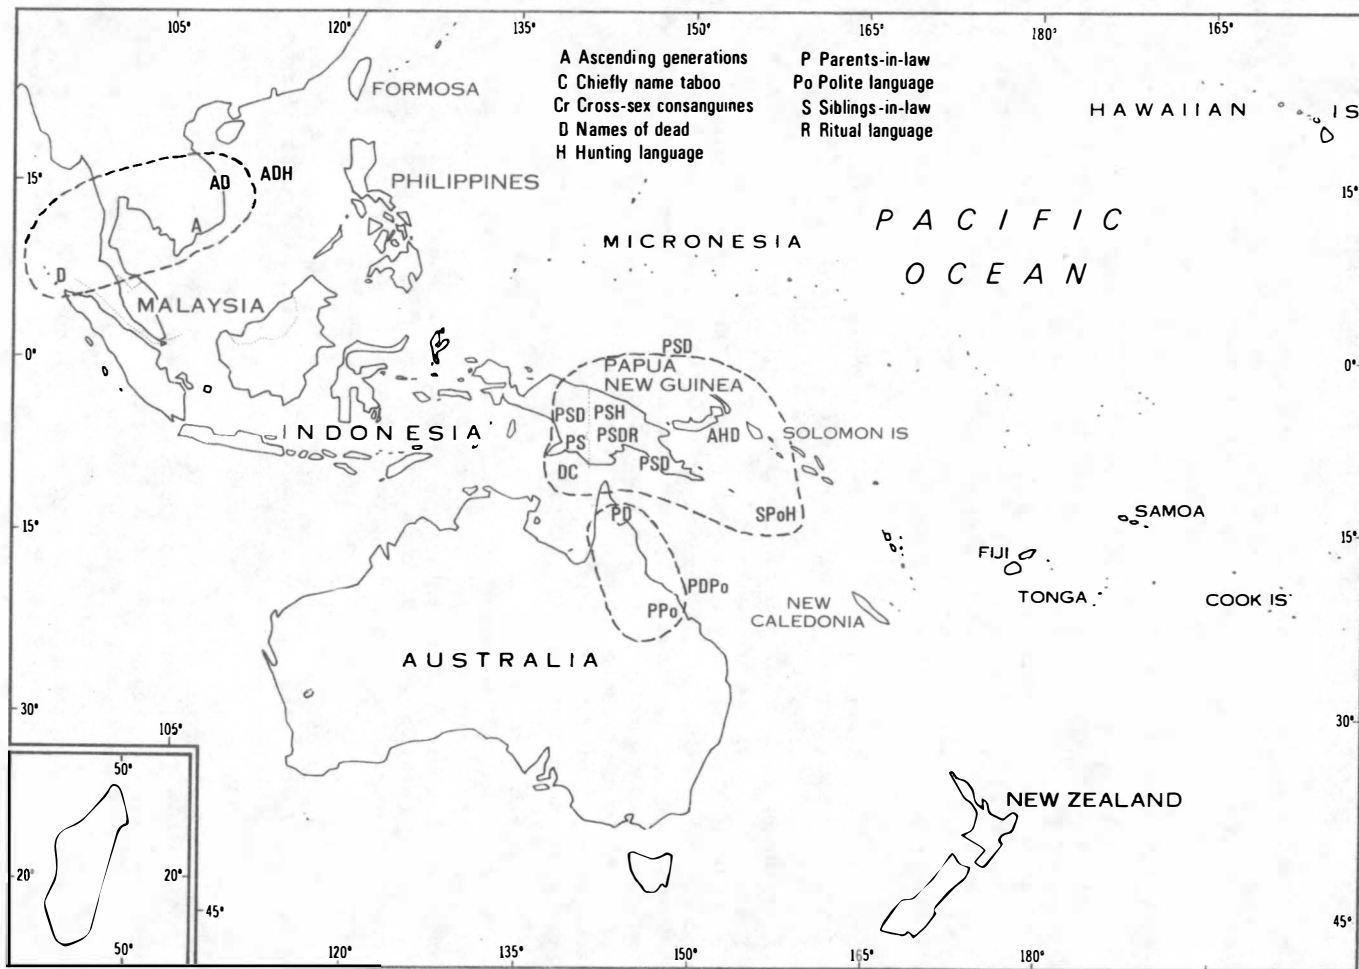 105°
120°
135°
150°
165°
180°
165°
A Ascending generations
C Chiefly name taboo
Cr Cross-sex consanguines
D Names of dead
H Hunting language
P Parents-in-law
Po Polite language
S Siblings-in-law
R Ritual language
FORMOSA
HAWAIIAN IS
15°
AD
ADH
PHILIPPINES
15°
A
MICRONESIA
PACIFIC
OCEAN
D
MALAYSIA
0°
PSD
0°
PAPUA
NEW GUINEA
PSD
PSH
INDONESIA
PS
PSDR
AHD
SOLOMON IS
DC
PSD
15°
PD
SPoH
SAMOA
15°
FIJI
PDPo
TONGA
COOK IS
PPo
NEW
CALEDONIA
AUSTRALIA
30°
30°
105°
50°
NEW ZEALAND
20°
20°
45°
45°
50°
120°
135°
150°
165°
180°